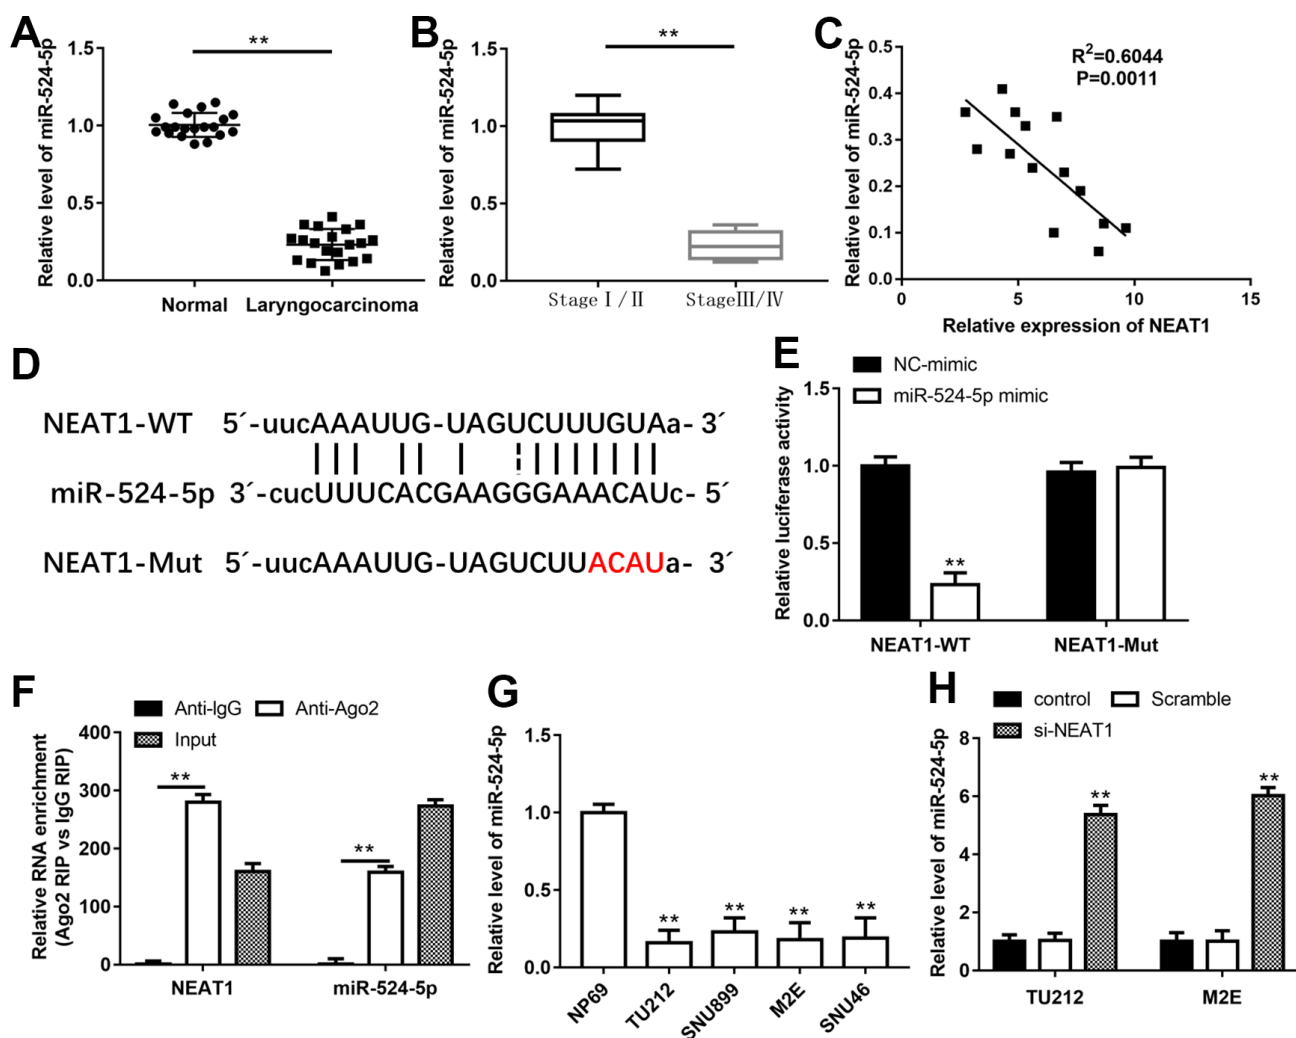 A
Relative level of miR-524-5p
1.5
1.0
0.5
0.0
**
Normal
Laryngocarcinoma
B
Relative level of miR-524-5p
1.5
1.0
0.5
0.0
**
Stage Ⅰ/Ⅱ
StageⅢ/Ⅳ
C
Relative level of miR-524-5p
0.5
0.4
0.3
0.2
0.1
0.0
R²=0.6044
P=0.0011
0
5
10
15
Relative expression of NEAT1
D
NEAT1-WT 5´-uucAAAUUG-UAGUCUUUGUAa- 3´
miR-524-5p 3´-cucUUUCACGAAGGGAAACAUc- 5´
NEAT1-Mut 5´-uucAAAUUG-UAGUCUUACAUa- 3´
E
NC-mimic
miR-524-5p mimic
Relative luciferase activity
1.5
1.0
0.5
0.0
**
NEAT1-WT
NEAT1-Mut
F
Anti-IgG
Anti-Ago2
Input
Relative RNA enrichment
(Ago2 RIP vs IgG RIP)
400
300
200
100
0
**
**
NEAT1
miR-524-5p
G
Relative level of miR-524-5p
1.5
1.0
0.5
0.0
**
**
**
**
NP69
TU212
SNU899
M2E
SNU46
H
control
Scramble
si-NEAT1
Relative level of miR-524-5p
8
6
4
2
0
**
**
TU212
M2E